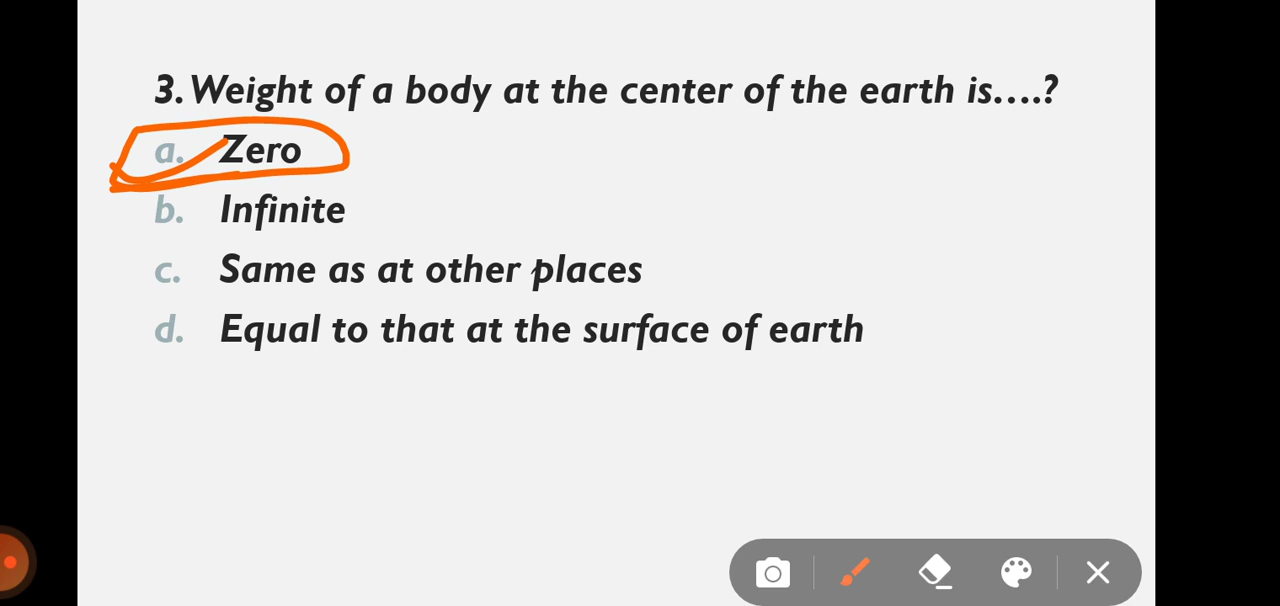 3. Weight of a body at the center of the earth is....?
a. Zero
b. Infinite
c. Same as at other places
d. Equal to that at the surface of earth